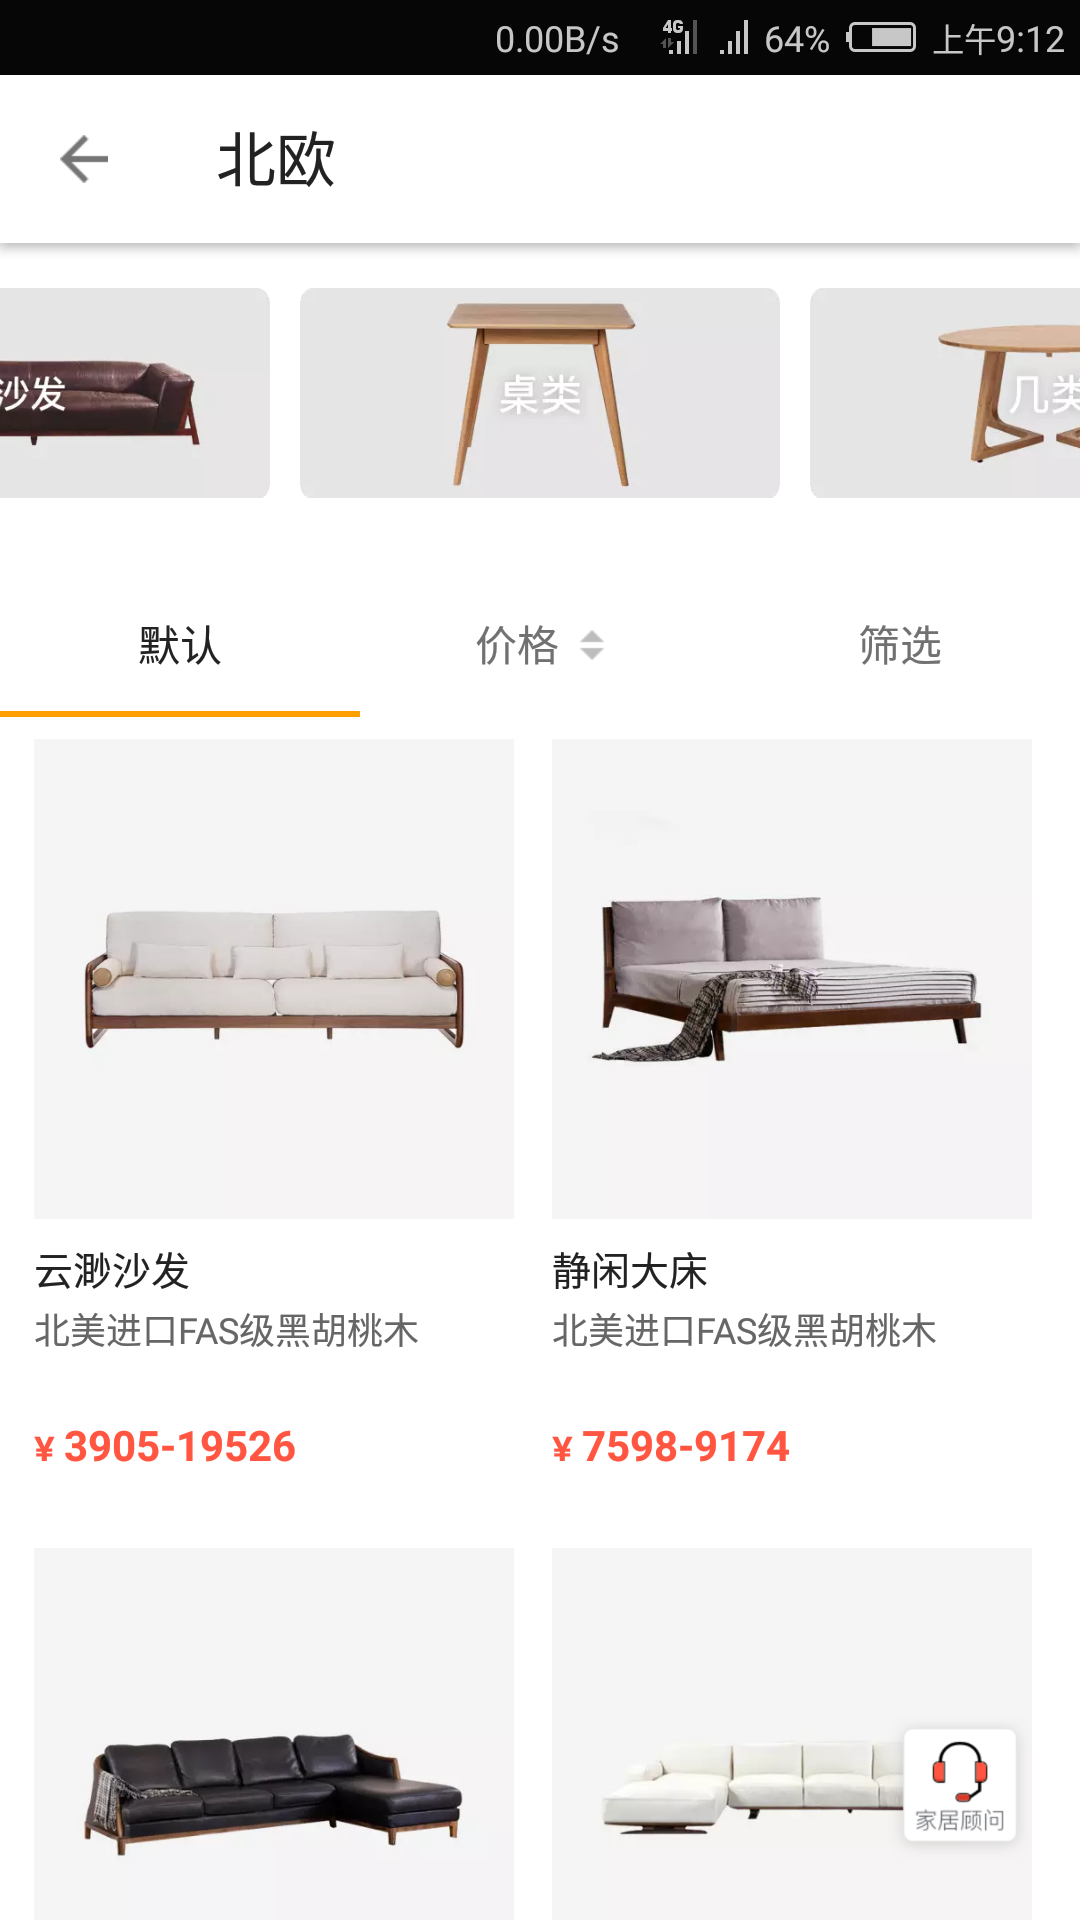 0.00B/s 4G 64% 上午9:12
北欧
沙发 桌类 几类
默认 价格 筛选
云渺沙发 静闲大床
北美进口FAS级黑胡桃木 北美进口FAS级黑胡桃木
¥ 3905-19526 ¥ 7598-9174
家居顾问